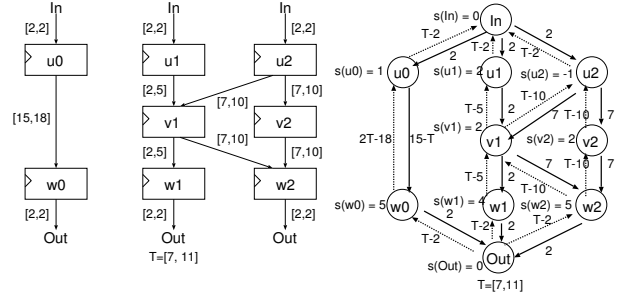 In
In
[2,2]
[2,2]
[2,2]
u0
u1
u2
[15,18]
[2,5]
[7,10]
[7,10]
v1
v2
[2,5]
[7,10]
[7,10]
w0
w1
w2
[2,2]
[2,2]
[2,2]
Out
Out
T=[7, 11]
s(In) = 0
In
T-2
2
T-2
2
T-2
2
s(u0) = 1
u0
s(u1) = 2
u1
s(u2) = -1
u2
T-5
2
T-10
7
T-10
7
2T-18
15-T
s(v1) = 2
v1
s(v2) = 2
v2
T-5
2
T-10
7
T-10
7
s(w0) = 5
w0
s(w1) = 4
w1
s(w2) = 5
w2
T-2
2
T-2
2
T-2
2
s(Out) = 0
Out
T=[7,11]